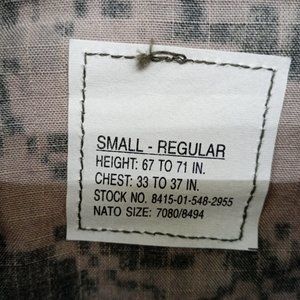 SMALL - REGULAR
HEIGHT: 67 TO 71 IN.
CHEST: 33 TO 37 IN.
STOCK NO. 8415-01-548-2955
NATO SIZE: 7080/8494